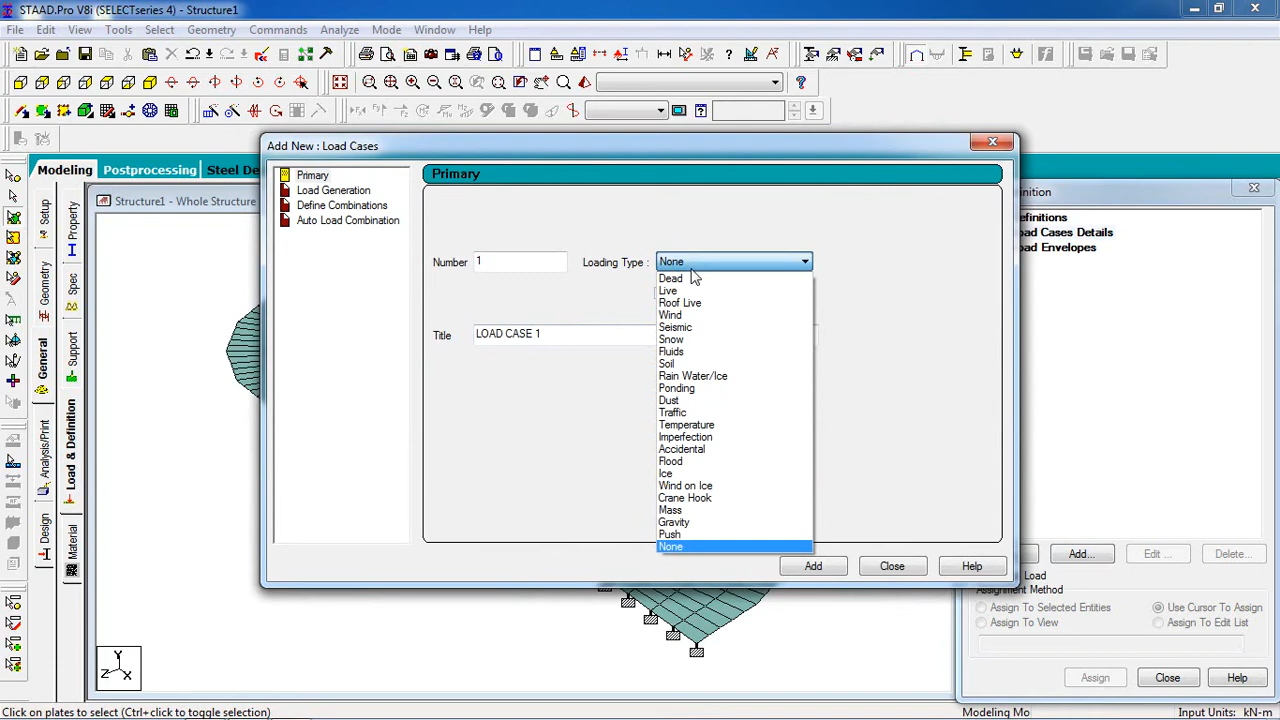 STAAD.Pro V8i (SELECTseries 4) - Structure1
File Edit View Tools Select Geometry Commands Analyze Mode Window Help
Modeling Postprocessing Steel De
Structure1 - Whole Structure
Setup
Geometry
General
Analysis/Print
Design
Property
Spec
Support
Load & Definition
Material
Add New : Load Cases
Primary
Load Generation
Define Combinations
Auto Load Combination
Primary
Number 1 Loading Type : None
Dead
Live
Roof Live
Wind
Seismic
Snow
Fluids
Soil
Rain Water/Ice
Ponding
Dust
Traffic
Temperature
Imperfection
Accidental
Flood
Ice
Wind on Ice
Crane Hook
Mass
Gravity
Push
None
Title LOAD CASE 1
Add Close Help
finition
finitions
ad Cases Details
ad Envelopes
Add... Edit ... Delete...
Load
Assignment Method
Assign To Selected Entities Use Cursor To Assign
Assign To View Assign To Edit List
Assign Close Help
Y
Z X
Click on plates to select (Ctrl+click to toggle selection) Modeling Mo Input Units: kN-m